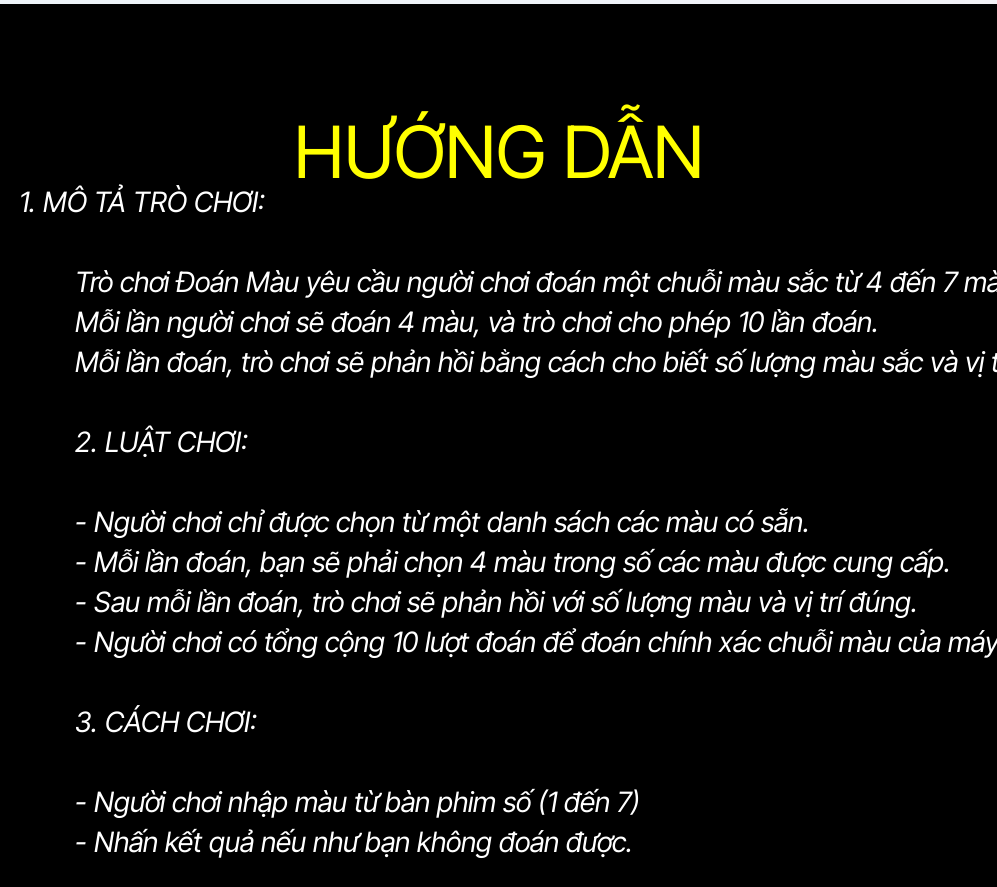 HƯỚNG DẪN
1. MÔ TẢ TRÒ CHƠI:
Trò chơi Đoán Màu yêu cầu người chơi đoán một chuỗi màu sắc từ 4 đến 7
Mỗi lần người chơi sẽ đoán 4 màu, và trò chơi cho phép 10 lần đoán.
Mỗi lần đoán, trò chơi sẽ phản hồi bằng cách cho biết số lượng màu sắc và vị
2. LUẬT CHƠI:
- Người chơi chỉ được chọn từ một danh sách các màu có sẵn.
- Mỗi lần đoán, bạn sẽ phải chọn 4 màu trong số các màu được cung cấp.
- Sau mỗi lần đoán, trò chơi sẽ phản hồi với số lượng màu và vị trí đúng.
- Người chơi có tổng cộng 10 lượt đoán để đoán chính xác chuỗi màu của máy
3. CÁCH CHƠI:
- Người chơi nhập màu từ bàn phim số (1 đến 7)
- Nhấn kết quả nếu như bạn không đoán được.